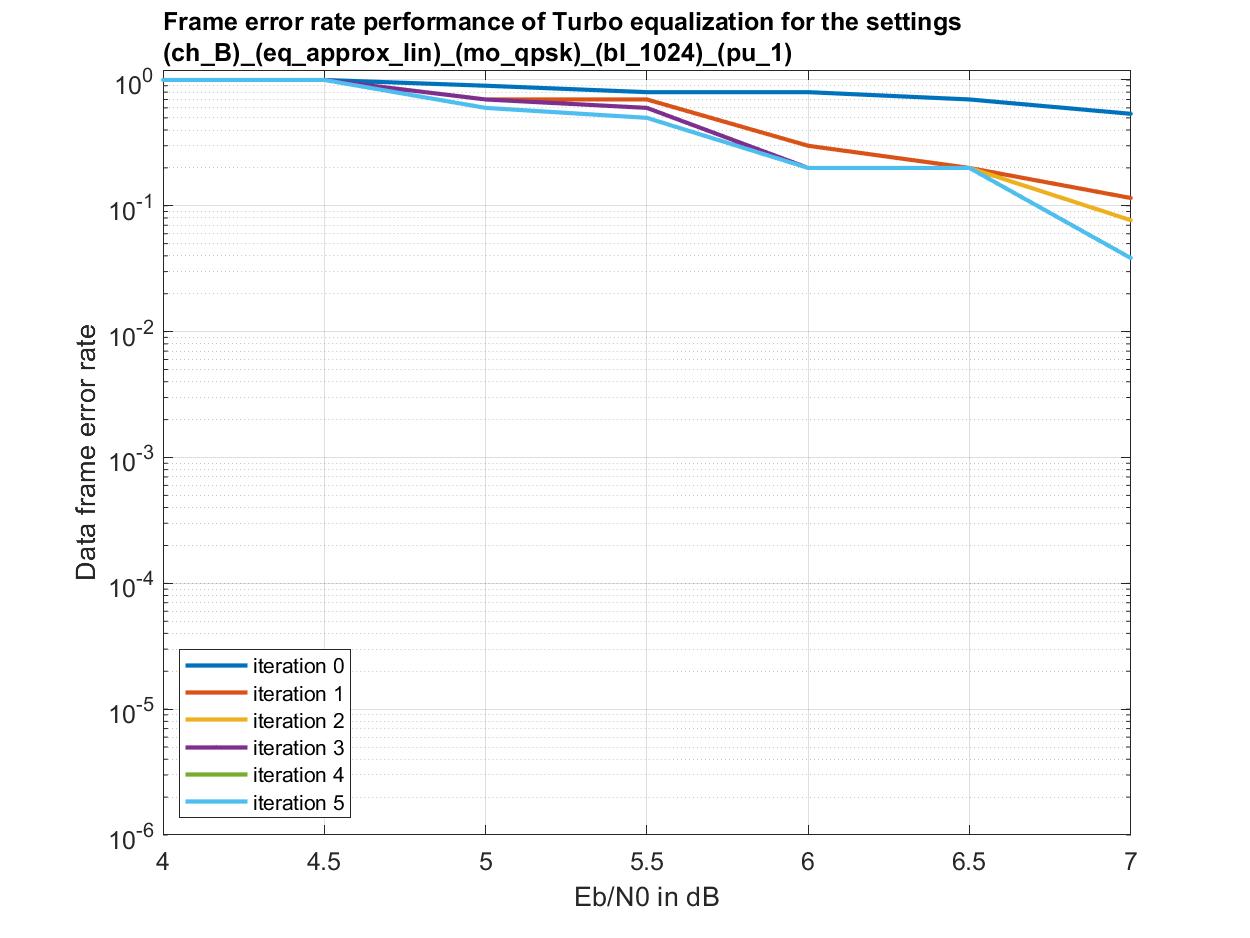 Frame error rate performance of Turbo equalization for the settings
(ch_B)_(eq_approx_lin)_(mo_qpsk)_(bl_1024)_(pu_1)
10^0
10^-1
10^-2
10^-3
10^-4
10^-5
10^-6
Data frame error rate
iteration 0
iteration 1
iteration 2
iteration 3
iteration 4
iteration 5
4 4.5 5 5.5 6 6.5 7
Eb/N0 in dB